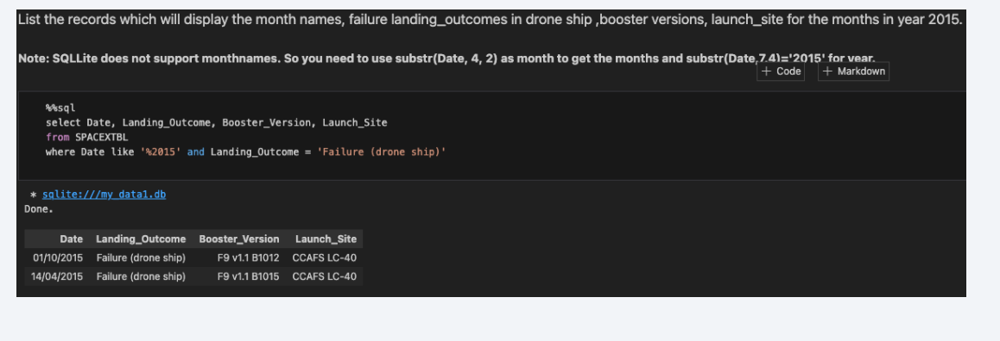 List the records which will display the month names, failure landing_outcomes in drone ship ,booster versions, launch_site for the months in year 2015.
Note: SQLLite does not support monthnames. So you need to use substr(Date, 4, 2) as month to get the months and substr(Date,7,4)='2015' for year.
+ Code + Markdown
%%sql
select Date, Landing_Outcome, Booster_Version, Launch_Site
from SPACEXTBL
where Date like '%2015' and Landing_Outcome = 'Failure (drone ship)'
* sqlite:///my_data1.db
Done.
Date Landing_Outcome Booster_Version Launch_Site
01/10/2015 Failure (drone ship) F9 v1.1 B1012 CCAFS LC-40
14/04/2015 Failure (drone ship) F9 v1.1 B1015 CCAFS LC-40